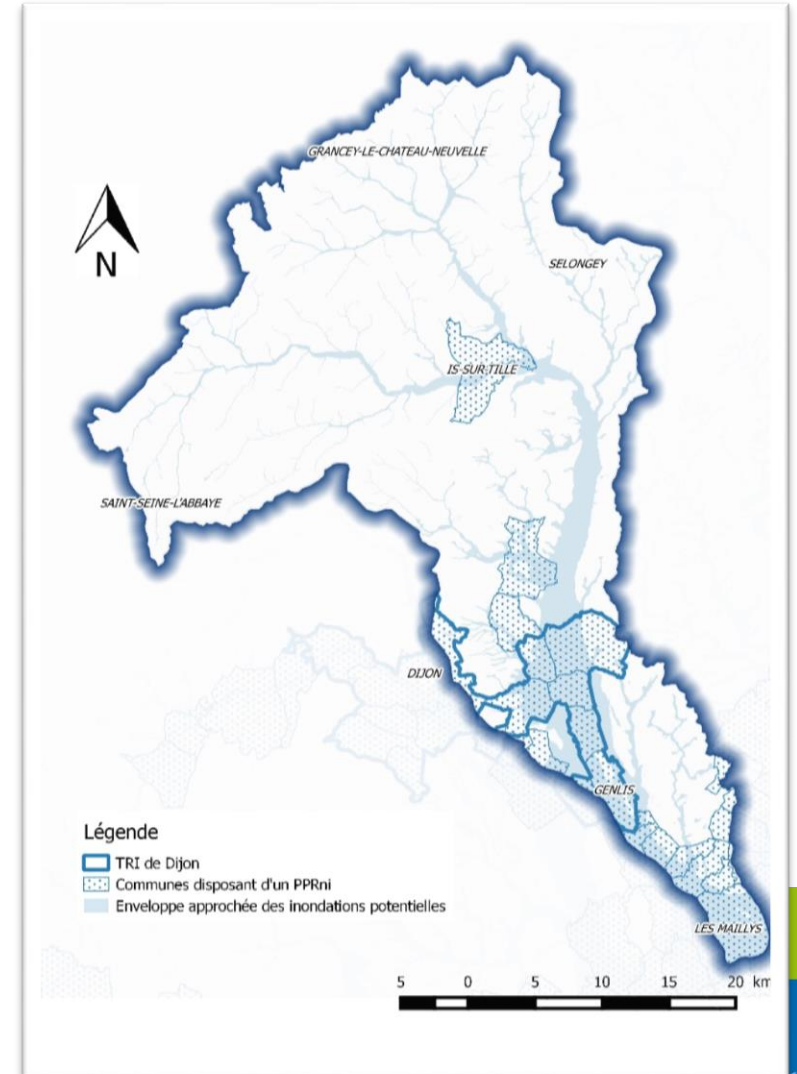 GRANCEY-LE-CHATEAU-NEUVELLE
N
SELONGEY
IS-SUR-TILLE
SAINT-SEINE-L'ABBAYE
DIJON
GENLIS
Légende
TRI de Dijon
Communes disposant d'un PPRni
Enveloppe approchée des inondations potentielles
LES MAILLYS
5 0 5 10 15 20 km